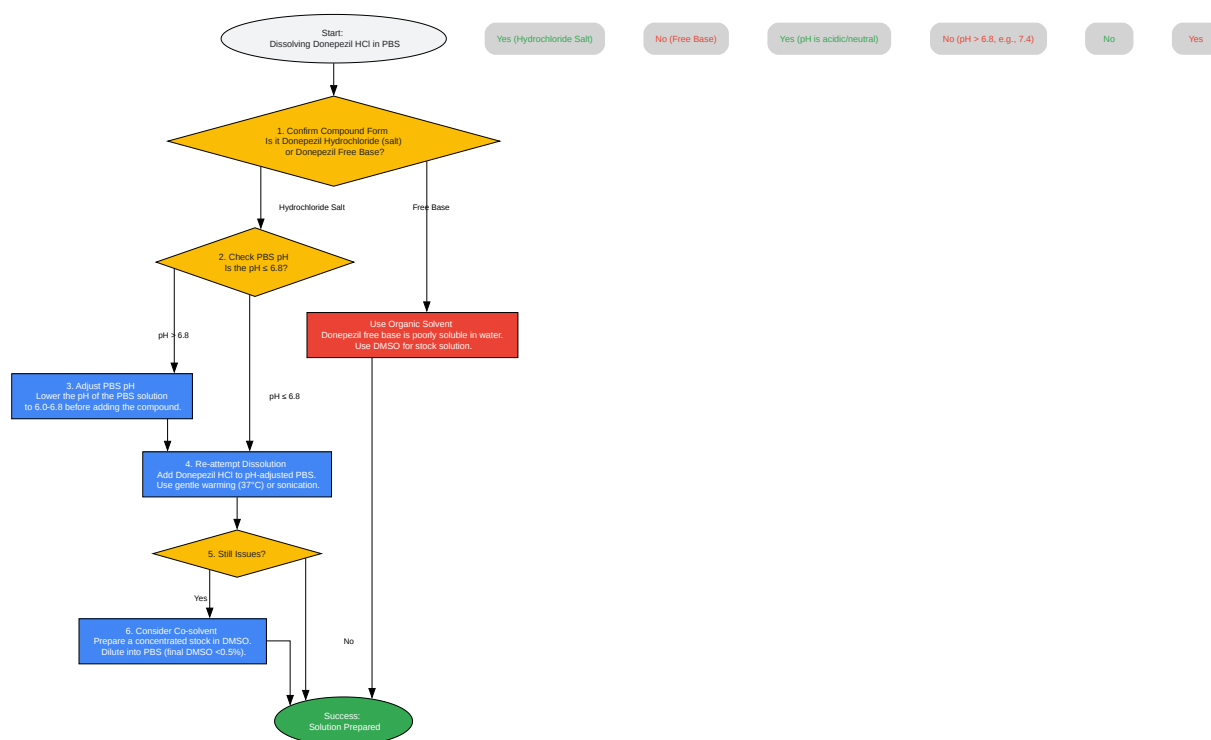 Start:
Dissolving Donepezil HCl in PBS
Yes (Hydrochloride Salt)
No (Free Base)
Yes (pH is acidic/neutral)
No (pH > 6.8, e.g., 7.4)
No
Yes
1. Confirm Compound Form
Is it Donepezil Hydrochloride (salt)
or Donepezil Free Base?
Hydrochloride Salt
Free Base
2. Check PBS pH
Is the pH ≤ 6.8?
Use Organic Solvent
Donepezil free base is poorly soluble in water.
Use DMSO for stock solution.
pH > 6.8
3. Adjust PBS pH
Lower the pH of the PBS solution
to 6.0-6.8 before adding the compound.
pH ≤ 6.8
4. Re-attempt Dissolution
Add Donepezil HCl to pH-adjusted PBS.
Use gentle warming (37°C) or sonication.
5. Still Issues?
Yes
6. Consider Co-solvent
Prepare a concentrated stock in DMSO.
Dilute into PBS (final DMSO <0.5%).
No
Success:
Solution Prepared